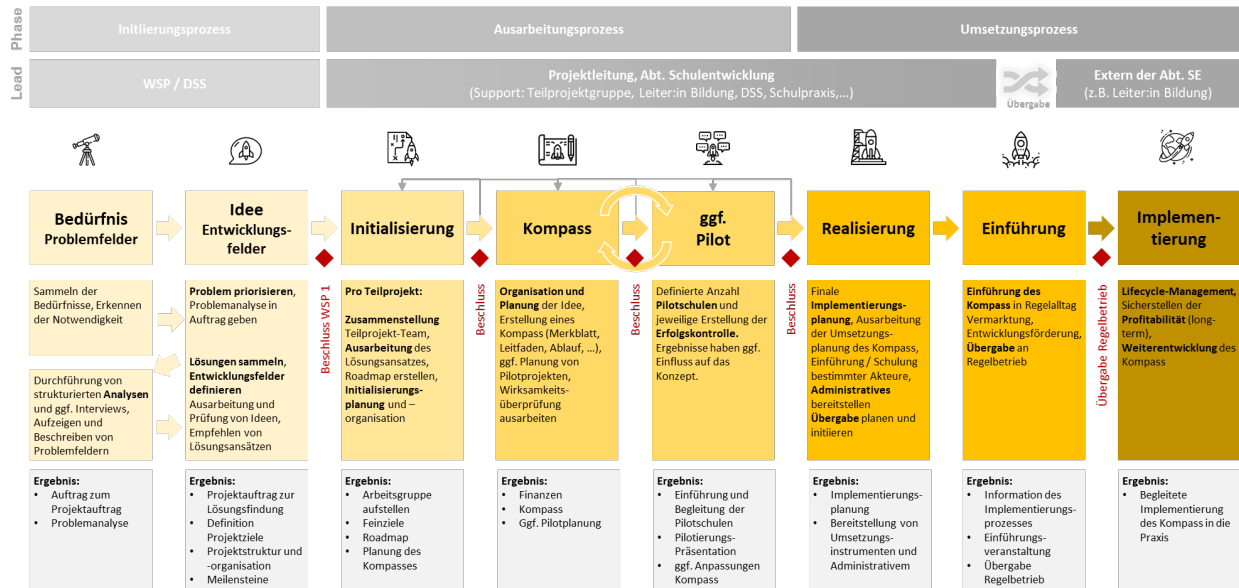 Phase
Initiierungsprozess
Ausarbeitungsprozess
Umsetzungsprozess
Lead
WSP / DSS
Projektleitung, Abt. Schulentwicklung
(Support: Teilprojektgruppe, Leiter:in Bildung, DSS, Schulpraxis,…)
Übergabe
Extern der Abt. SE
(z.B. Leiter:in Bildung)
Bedürfnis
Problemfelder
Idee
Entwicklungs-
felder
Initialisierung
Kompass
ggf.
Pilot
Realisierung
Einführung
Implemen-
tierung
Sammeln der
Bedürfnisse, Erkennen
der Notwendigkeit
Durchführung von
strukturierten Analysen
und ggf. Interviews,
Aufzeigen und
Beschreiben von
Problemfeldern
Problem priorisieren,
Problemanalyse in
Auftrag geben
Lösungen sammeln,
Entwicklungsfelder
definieren
Ausarbeitung und
Prüfung von Ideen,
Empfehlen von
Lösungsansätzen
Beschluss WSP 1
Pro Teilprojekt:
Zusammenstellung
Teilprojekt-Team,
Ausarbeitung des
Lösungsansatzes,
Roadmap erstellen,
Initialisierungs-
planung und –
organisation
Beschluss
Organisation und
Planung der Idee,
Erstellung eines
Kompass (Merkblatt,
Leitfaden, Ablauf, …),
ggf. Planung von
Pilotprojekten,
Wirksamkeits-
überprüfung
ausarbeiten
Beschluss
Definierte Anzahl
Pilotschulen und
jeweilige Erstellung der
Erfolgskontrolle.
Ergebnisse haben ggf.
Einfluss auf das
Konzept.
Beschluss
Finale
Implementierungs-
planung, Ausarbeitung
der Umsetzungs-
planung des Kompass,
Einführung / Schulung
bestimmter Akteure,
Administratives
bereitstellen
Übergabe planen und
initiieren
Einführung des
Kompass in Regelalltag
Vermarktung,
Entwicklungsförderung,
Übergabe an
Regelbetrieb
Übergabe Regelbetrieb
Lifecycle-Management,
Sicherstellen der
Profitabilität (long-
term),
Weiterentwicklung des
Kompass
Ergebnis:
• Auftrag zum
Projektauftrag
• Problemanalyse
Ergebnis:
• Projektauftrag zur
Lösungsfindung
• Definition
Projektziele
• Projektstruktur und
-organisation
• Meilensteine
Ergebnis:
• Arbeitsgruppe
aufstellen
• Feinziele
• Roadmap
• Planung des
Kompasses
Ergebnis:
• Finanzen
• Kompass
• Ggf. Pilotplanung
Ergebnis:
• Einführung und
Begleitung der
Pilotschulen
• Pilotierungs-
Präsentation
• ggf. Anpassungen
Kompass
Ergebnis:
• Implementierungs-
planung
• Bereitstellung von
Umsetzungs-
instrumenten und
Administrativem
Ergebnis:
• Information des
Implementierungs-
prozesses
• Einführungs-
veranstaltung
• Übergabe
Regelbetrieb
Ergebnis:
• Begleitete
Implementierung
des Kompass in die
Praxis